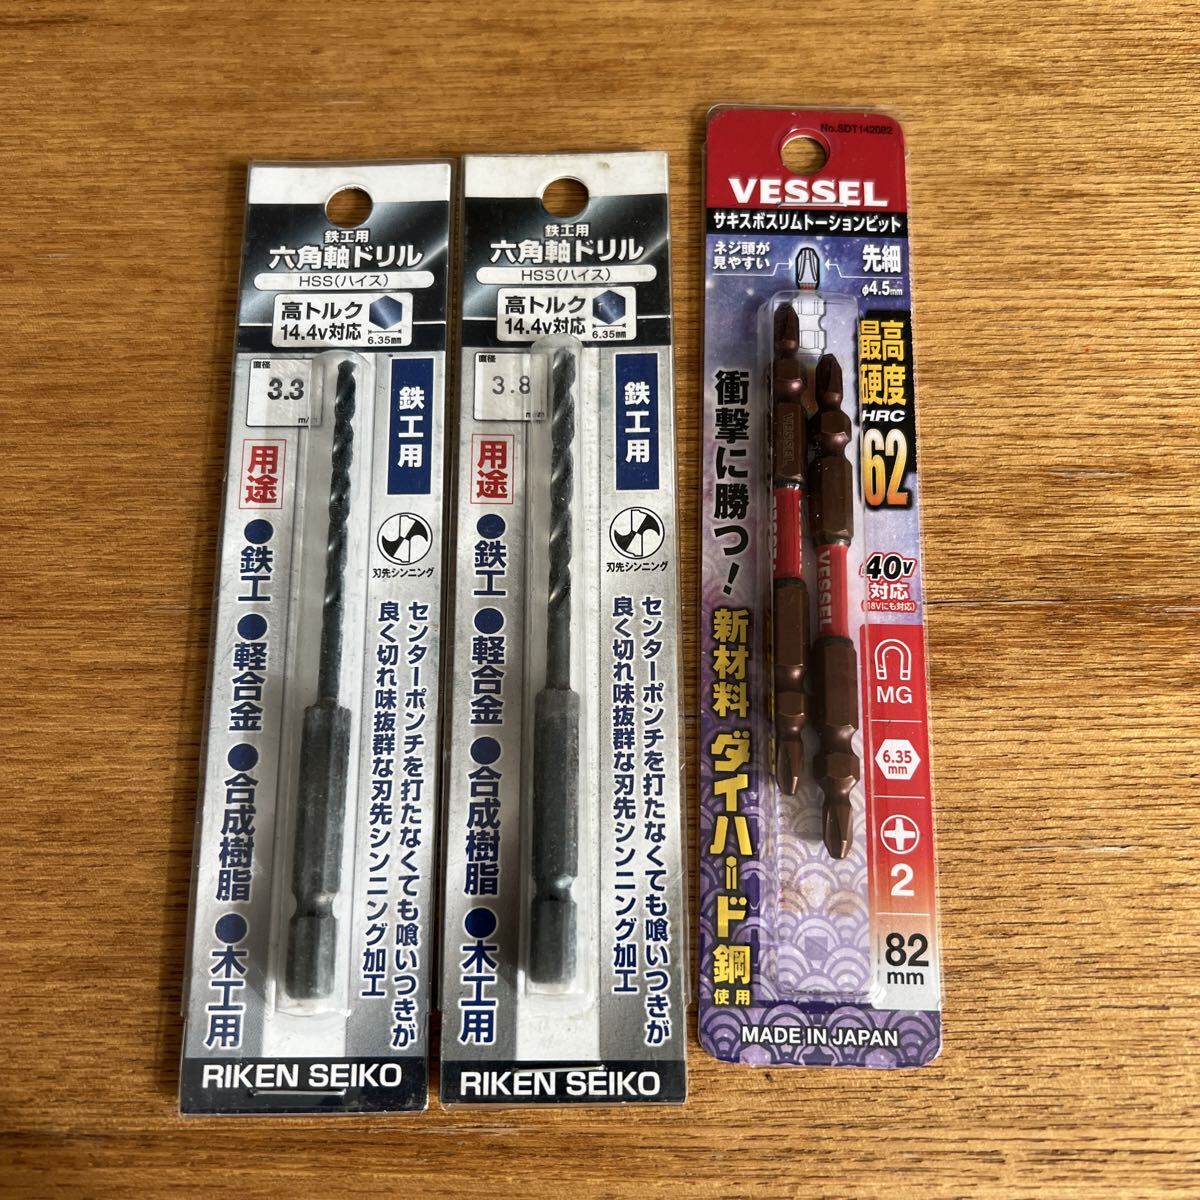 鉄工用
六角軸ドリル
HSS(ハイス)
高トルク
14.4v対応
6.35mm
直径
3.3
m/m
鉄工用
用途
●鉄工●軽合金●合成樹脂●木工用
刃先シンニング
センターポンチを打たなくても喰いつきが
良く切れ味抜群な刃先シンニング加工
RIKEN SEIKO
鉄工用
六角軸ドリル
HSS(ハイス)
高トルク
14.4v対応
6.35mm
直径
3.8
鉄工用
用途
●鉄工●軽合金●合成樹脂●木工用
刃先シンニング
センターポンチを打たなくても喰いつきが
良く切れ味抜群な刃先シンニング加工
RIKEN SEIKO
No.SDT142082
VESSEL
サキスボスリムトーションビット
ネジ頭が
見やすい
先細
φ4.5mm
最高
硬度
HRC
62
衝撃に勝つ!新材料ダイハード鋼
使用
VESSEL
VESSEL
40v
対応
(18Vにも対応)
MG
6.35
mm
2
82
mm
MADE IN JAPAN